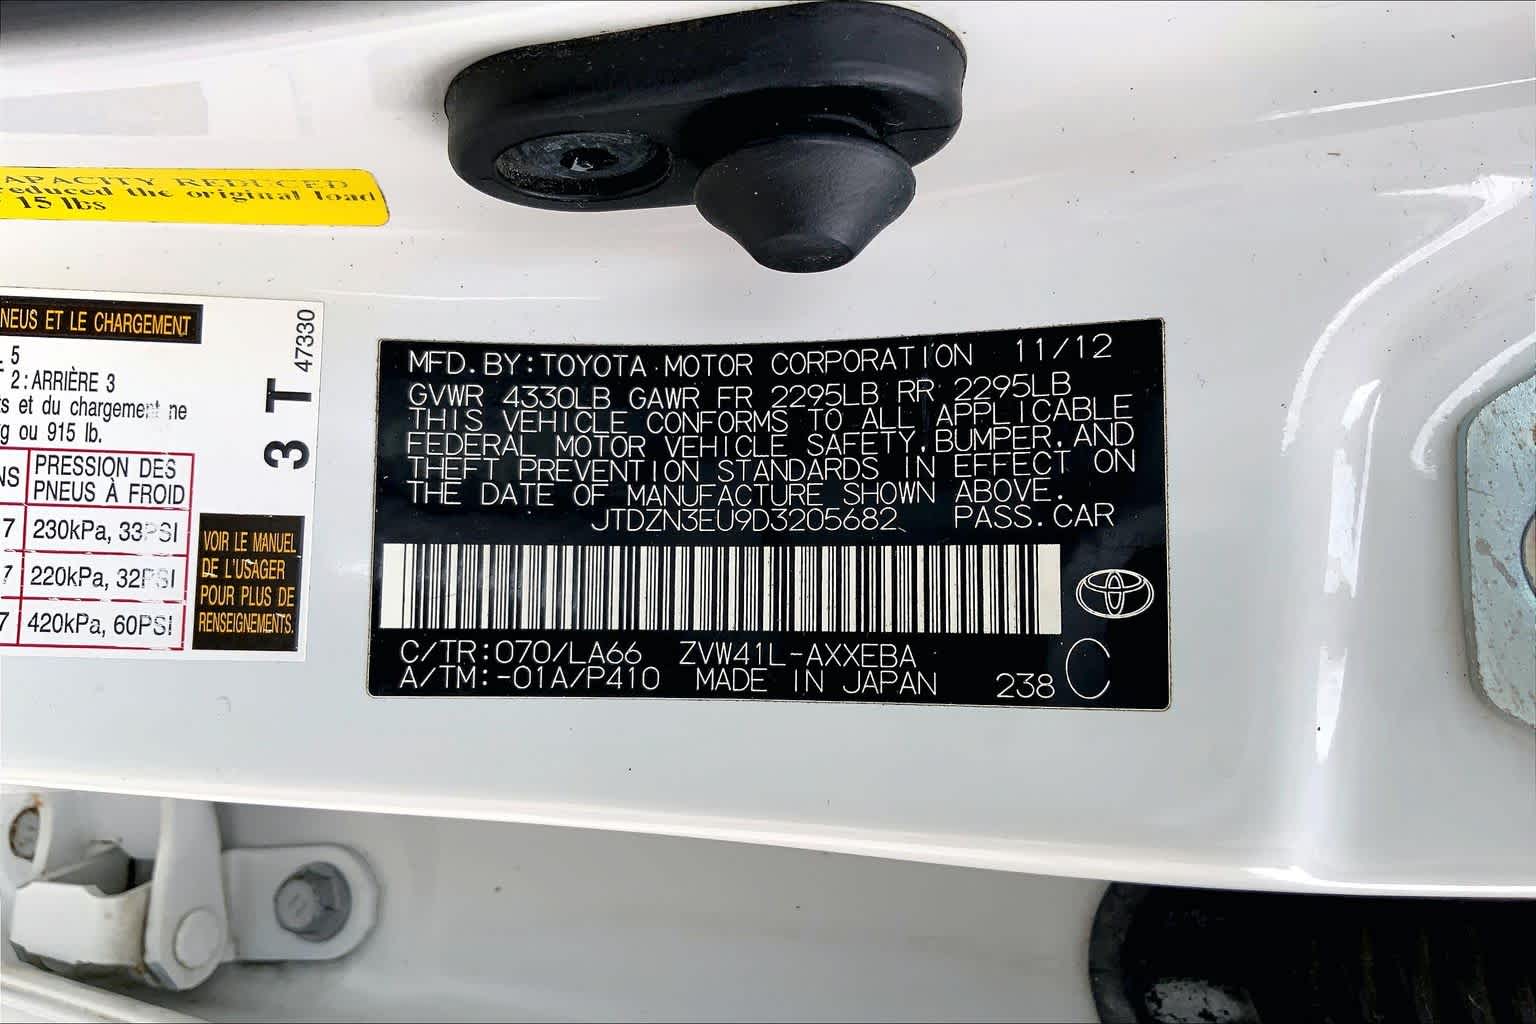 APACITY REDUCED
reduced the original load
15 lbs
NEUS ET LE CHARGEMENT
5
2:ARRIÈRE 3
ts et du chargement ne
g ou 915 lb.
47330
3 T
NS PRESSION DES
PNEUS À FROID
7 230kPa, 33PSI
7 220kPa, 32PSI
7 420kPa, 60PSI
VOIR LE MANUEL
DE L'USAGER
POUR PLUS DE
RENSEIGNEMENTS.
MFD. BY: TOYOTA MOTOR CORPORATION 11/12
GVWR 4330LB GAWR FR 2295LB RR 2295LB
THIS VEHICLE CONFORMS TO ALL APPLICABLE
FEDERAL MOTOR VEHICLE SAFETY, BUMPER, AND
THEFT PREVENTION STANDARDS IN EFFECT ON
THE DATE OF MANUFACTURE SHOWN ABOVE.
JTDZN3EU9D3205682 PASS. CAR
C/TR: 070/LA66 ZVW41L-AXXEBA
A/TM: -01A/P410 MADE IN JAPAN 238 C